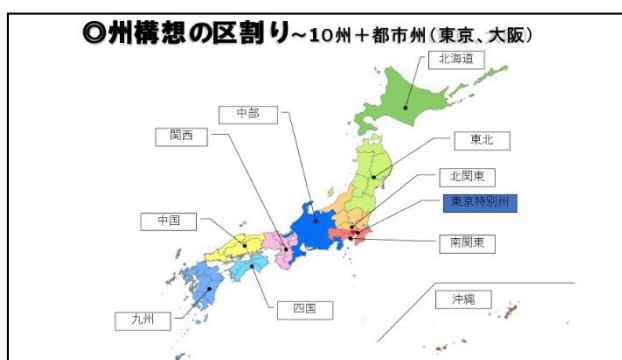 ◎州構想の区割り～10州＋都市州（東京、大阪）
北海道
中部
関西
東北
北関東
東京特別州
中国
南関東
沖縄
四国
九州